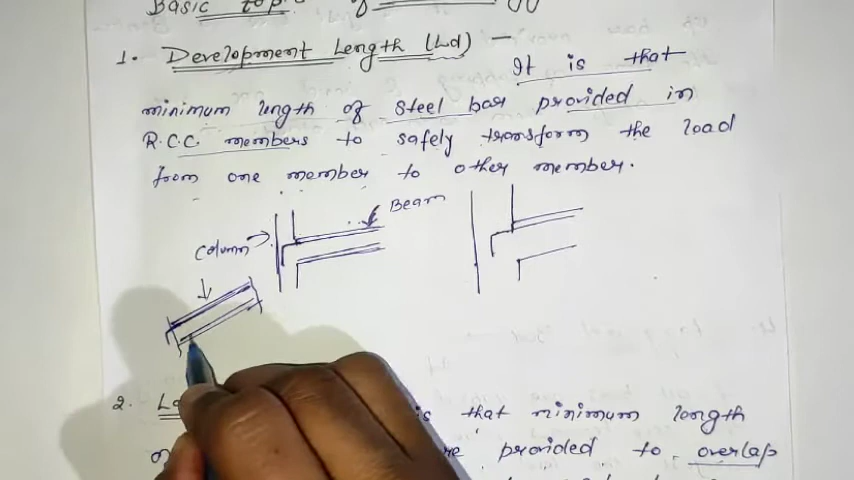 Basic
1. Development Length (Ld) -
It is that
minimum length of steel bar provided in
R.C.C. members to safely transform the load
from one member to other member.
Beam
Column
2.
is that minimum length
provided to overlap